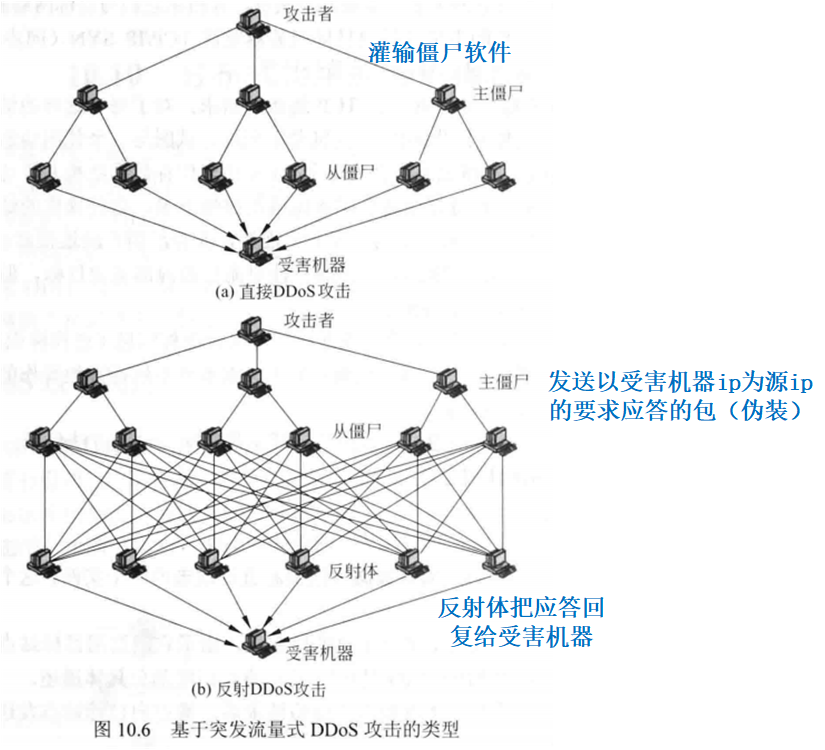 攻击者
灌输僵尸软件
主僵尸
从僵尸
受害机器
(a) 直接DDoS攻击
攻击者
主僵尸
发送以受害机器ip为源ip
的要求应答的包（伪装）
从僵尸
反射体
反射体把应答回
复给受害机器
受害机器
(b) 反射DDoS攻击
图 10.6 基于突发流量式 DDoS 攻击的类型